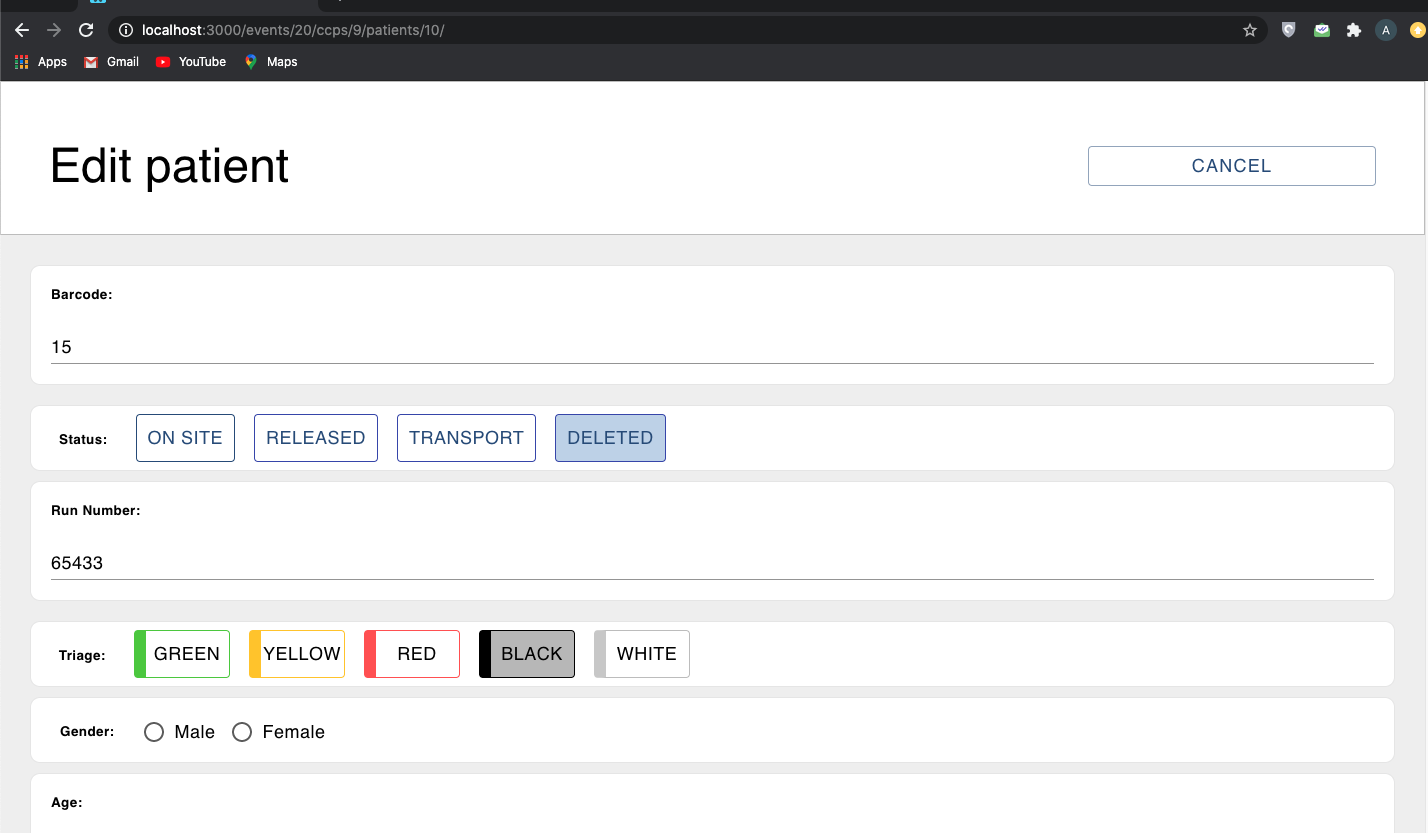 localhost:3000/events/20/ccps/9/patients/10/
A
Apps Gmail YouTube Maps
Edit patient
CANCEL
Barcode:
15
Status: ON SITE RELEASED TRANSPORT DELETED
Run Number:
65433
Triage: GREEN YELLOW RED BLACK WHITE
Gender: Male Female
Age: